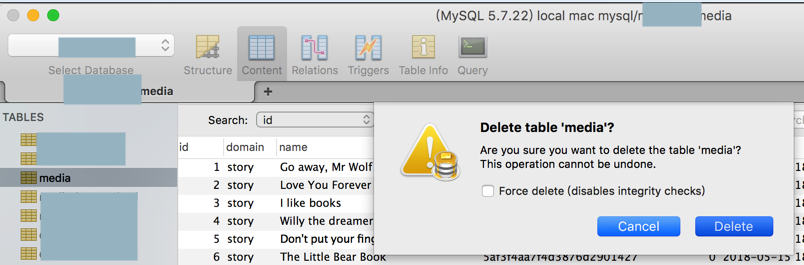 (MySQL 5.7.22) local mac mysql/
media
Select Database
Structure
Content
Relations
Triggers
Table Info
Query
media
TABLES
Search:
id
id domain name
media
1 story Go away, Mr Wolf
2 story Love You Forever
3 story I like books
4 story Willy the dreamer
5 story Don't put your fing
6 story The Little Bear Book 5af3f4aa7f4d3876d2901427 0 2018-05-15
Delete table 'media'?
Are you sure you want to delete the table 'media'?
This operation cannot be undone.
Force delete (disables integrity checks)
Cancel
Delete